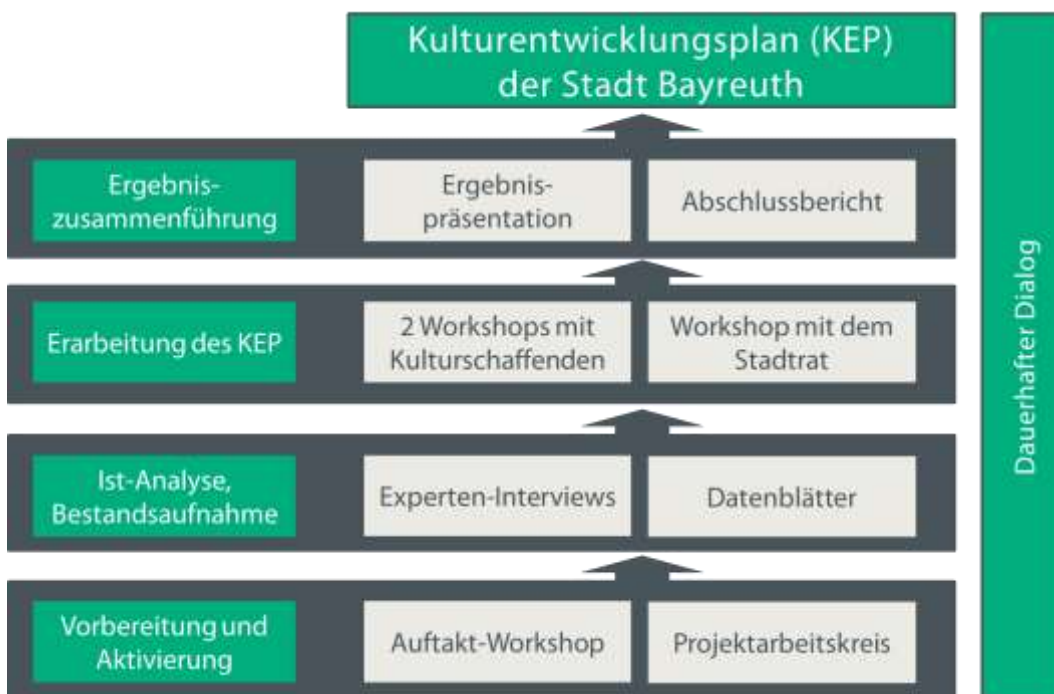 Kulturentwicklungsplan (KEP)
der Stadt Bayreuth
Ergebnis-
zusammenführung
Ergebnis-
präsentation
Abschlussbericht
Erarbeitung des KEP
2 Workshops mit
Kulturschaffenden
Workshop mit dem
Stadtrat
Ist-Analyse,
Bestandsaufnahme
Experten-Interviews
Datenblätter
Vorbereitung und
Aktivierung
Auftakt-Workshop
Projektarbeitskreis
Dauerhafter Dialog